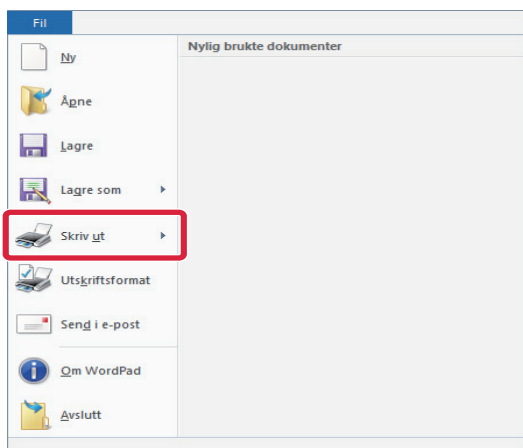 Fil
Nylig brukte dokumenter
Ny
Åpne
Lagre
Lagre som
Skriv ut
Utskriftsformat
Send i e-post
Om WordPad
Avslutt